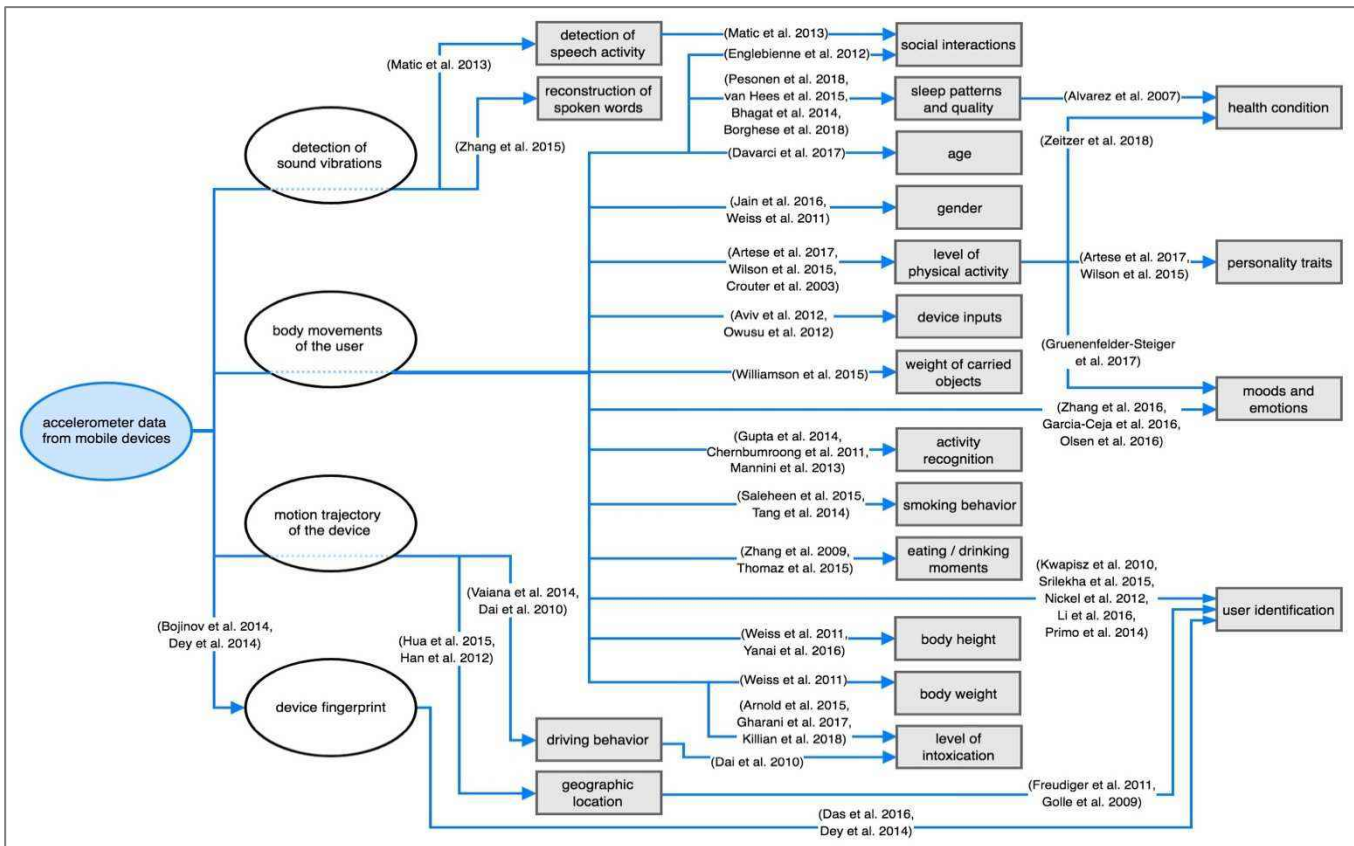 detection of
speech activity
(Matic et al. 2013)
social interactions
(Englebienne et al. 2012)
(Matic et al. 2013)
reconstruction of
spoken words
(Pesonen et al. 2018,
van Hees et al. 2015,
Bhagat et al. 2014,
Borghese et al. 2018)
sleep patterns
and quality
(Alvarez et al. 2007)
health condition
detection of
sound vibrations
(Zhang et al. 2015)
(Zeitzer et al. 2018)
(Davarci et al. 2017)
age
(Jain et al. 2016,
Weiss et al. 2011)
gender
(Artese et al. 2017,
Wilson et al. 2015,
Crouter et al. 2003)
level of
physical activity
(Artese et al. 2017,
Wilson et al. 2015)
personality traits
body movements
of the user
(Aviv et al. 2012,
Owusu et al. 2012)
device inputs
(Gruenenfelder-Steiger
et al. 2017)
(Williamson et al. 2015)
weight of carried
objects
moods and
emotions
(Zhang et al. 2016,
Garcia-Ceja et al. 2016,
Olsen et al. 2016)
accelerometer data
from mobile devices
(Gupta et al. 2014,
Chernbumroong et al. 2011,
Mannini et al. 2013)
activity
recognition
motion trajectory
of the device
(Saleheen et al. 2015,
Tang et al. 2014)
smoking behavior
(Zhang et al. 2009,
Thomaz et al. 2015)
eating / drinking
moments
(Kwapisz et al. 2010,
Srilekha et al. 2015,
Nickel et al. 2012,
Li et al. 2016,
Primo et al. 2014)
user identification
(Vaiana et al. 2014,
Dai et al. 2010)
(Bojinov et al. 2014,
Dey et al. 2014)
(Hua et al. 2015,
Han et al. 2012)
(Weiss et al. 2011,
Yanai et al. 2016)
body height
(Weiss et al. 2011)
body weight
device fingerprint
(Arnold et al. 2015,
Gharani et al. 2017,
Killian et al. 2018)
level of
intoxication
driving behavior
(Dai et al. 2010)
geographic
location
(Freudiger et al. 2011,
Golle et al. 2009)
(Das et al. 2016,
Dey et al. 2014)